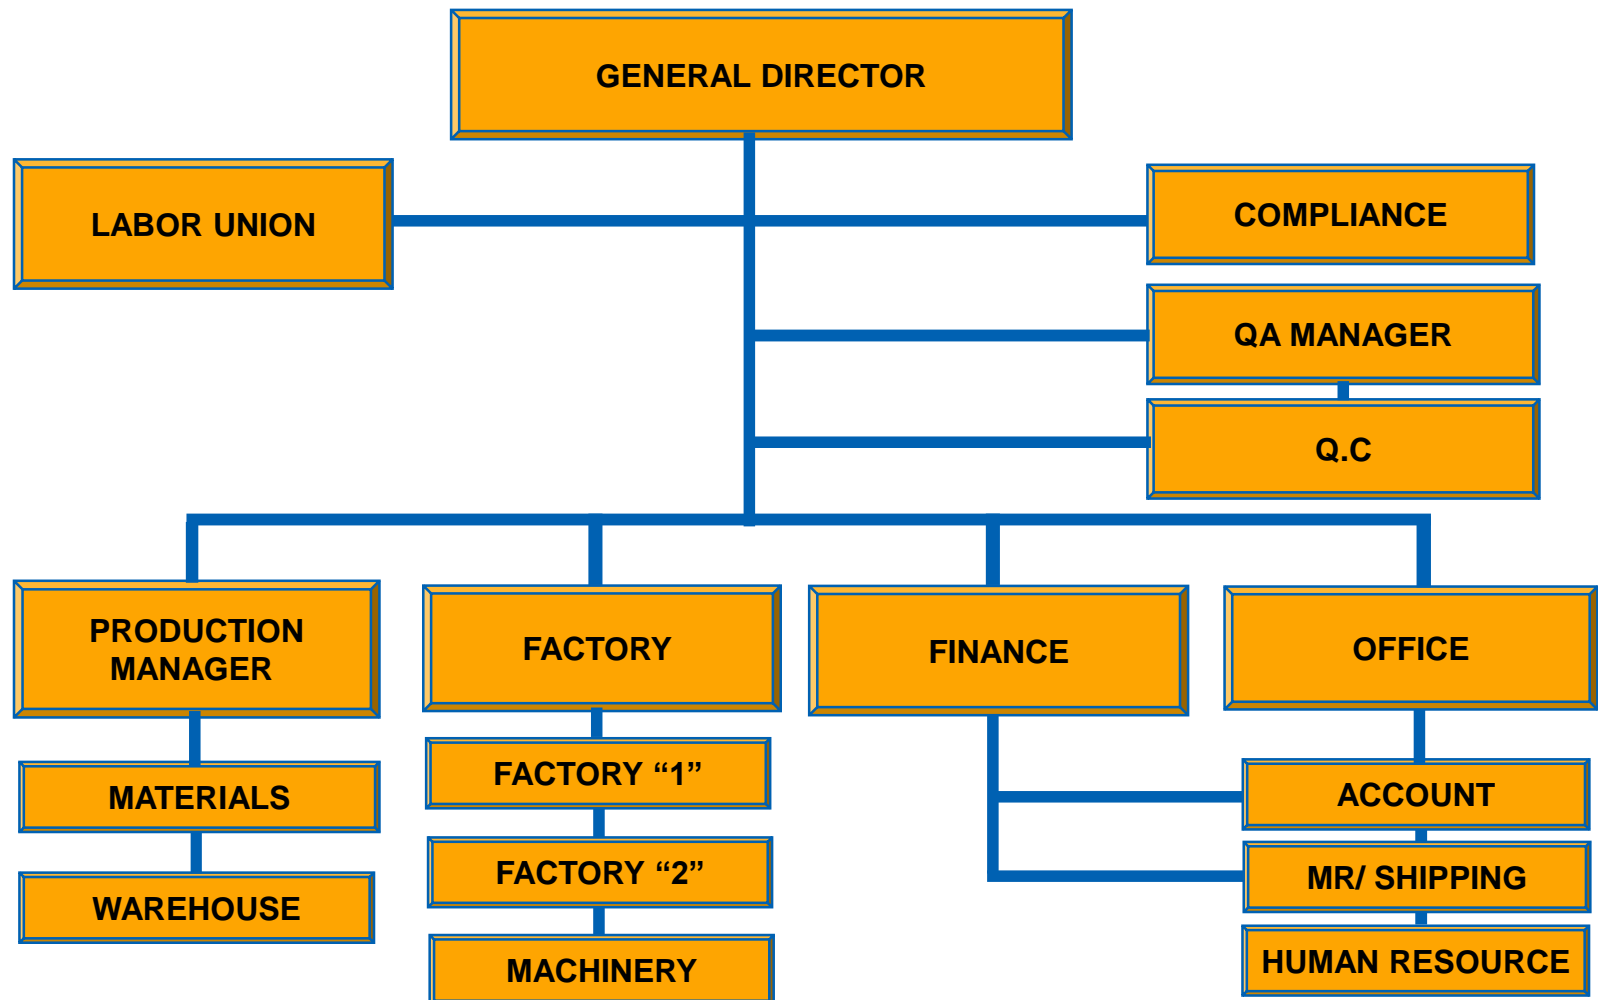 GENERAL DIRECTOR
LABOR UNION
COMPLIANCE
QA MANAGER
Q.C
PRODUCTION
MANAGER
FACTORY
FINANCE
OFFICE
MATERIALS
WAREHOUSE
FACTORY “1”
FACTORY “2”
MACHINERY
ACCOUNT
MR/ SHIPPING
HUMAN RESOURCE